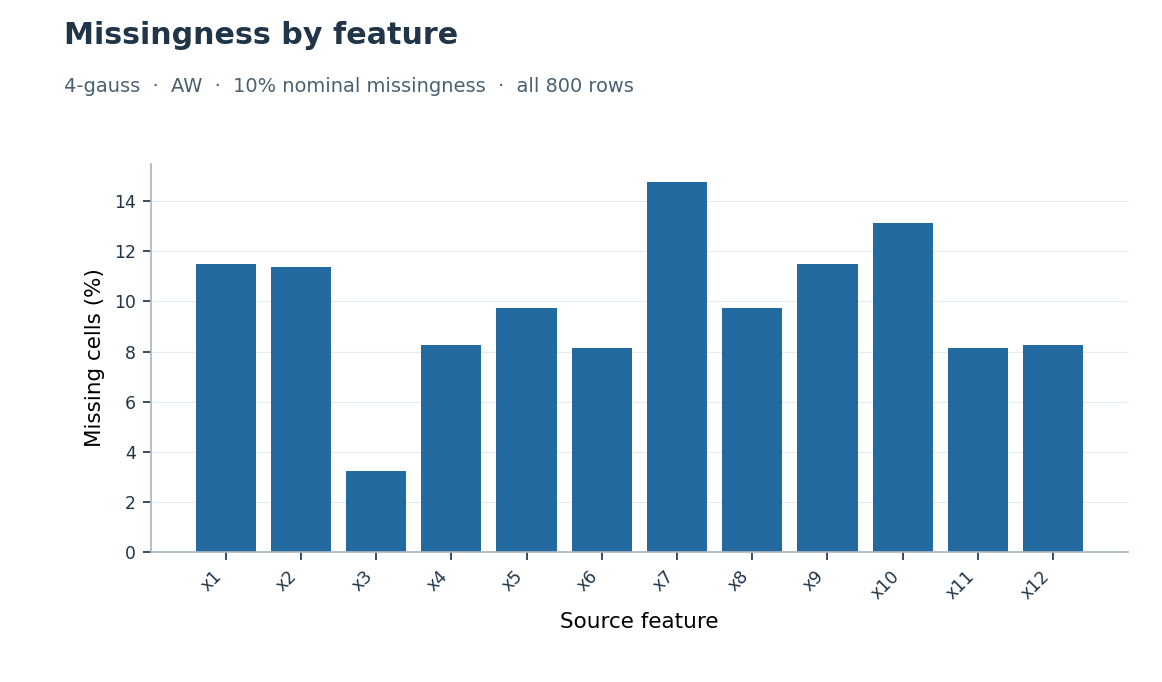 Missingness by feature
4-gauss · AW · 10% nominal missingness · all 800 rows
14
12
10
8
6
4
2
0
Missing cells (%)
x1 x2 x3 x4 x5 x6 x7 x8 x9 x10 x11 x12
Source feature